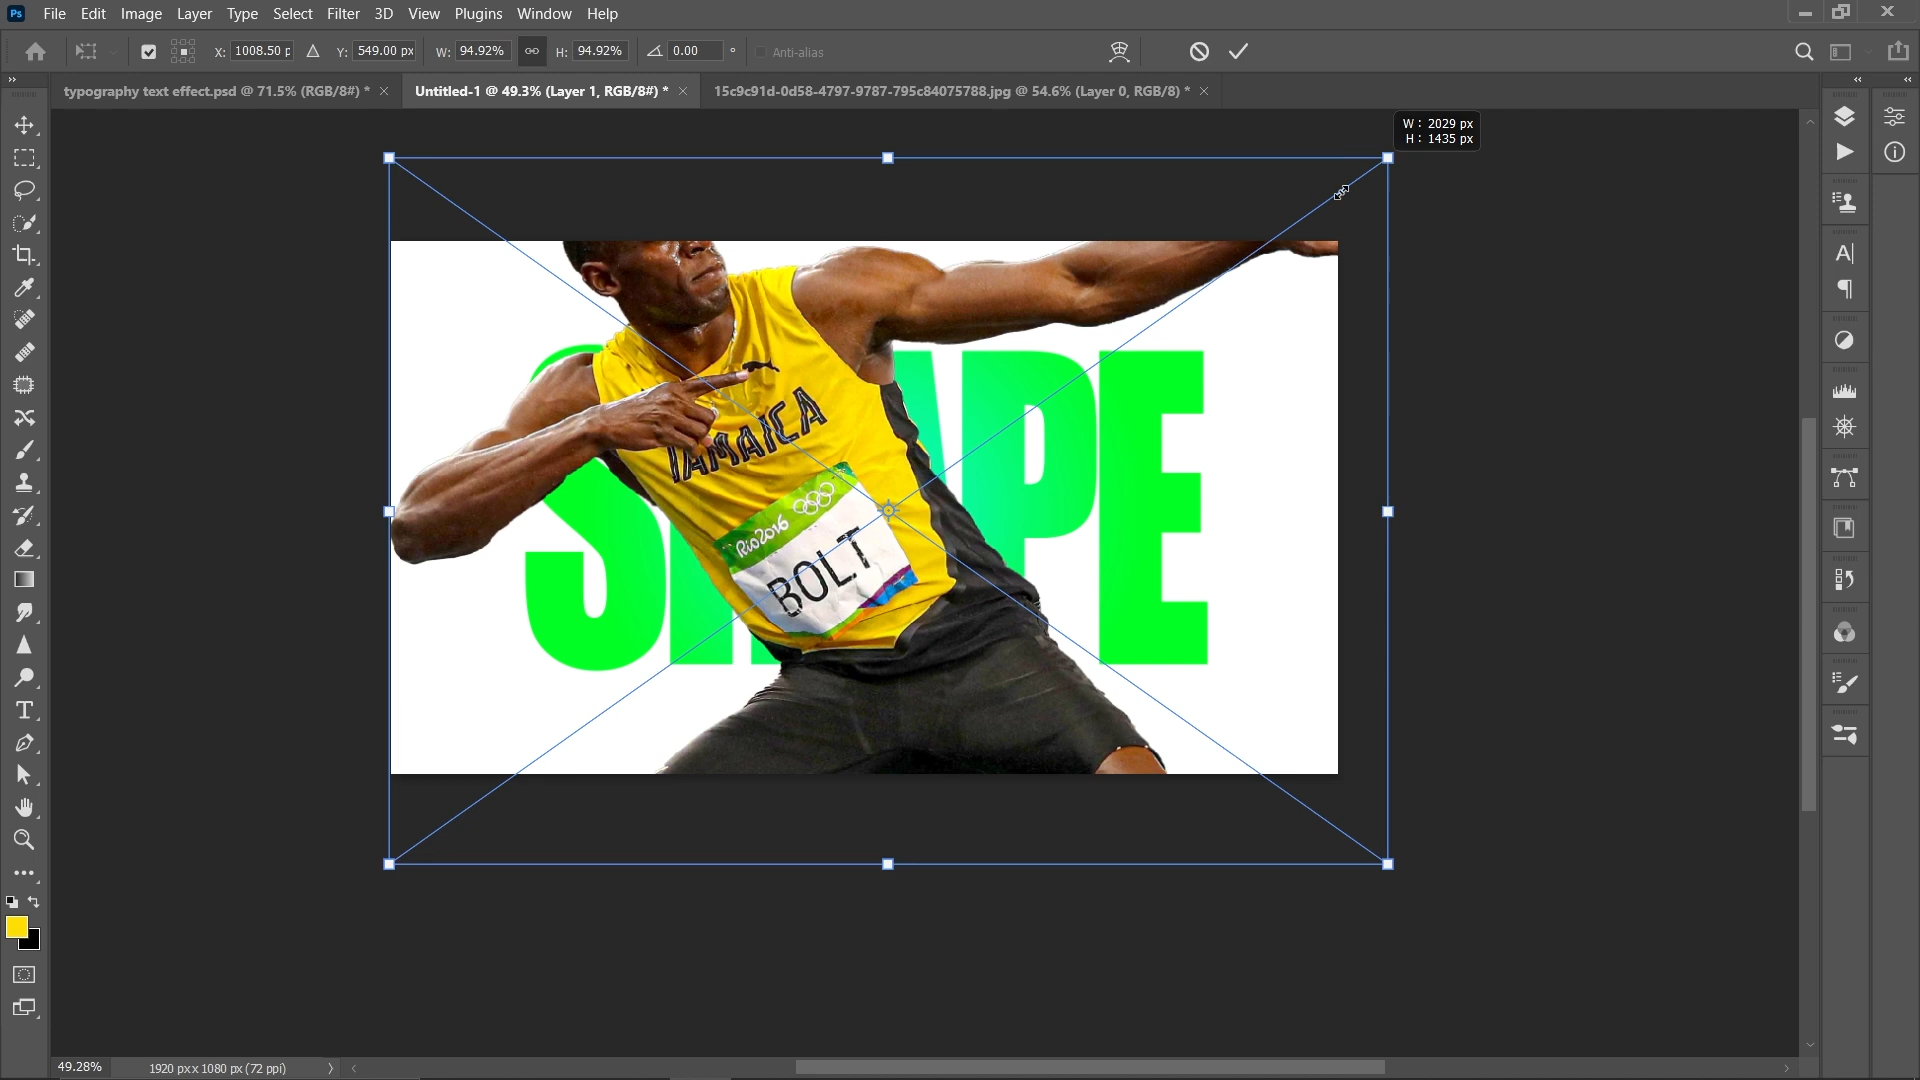 Ps File Edit Image Layer Type Select Filter 3D View Plugins Window Help
X: 1008.50 p Y: 549.00 px W: 94.92% H: 94.92% 0.00 ° Anti-alias
typography text effect.psd @ 71.5% (RGB/8#) * Untitled-1 @ 49.3% (Layer 1, RGB/8#) * 15c9c91d-0d58-4797-9787-795c84075788.jpg @ 54.6% (Layer 0, RGB/8) *
W: 2029 px
H: 1435 px
JAMAICA
Rio2016
BOLT
49.28% 1920 px x 1080 px (72 ppi)